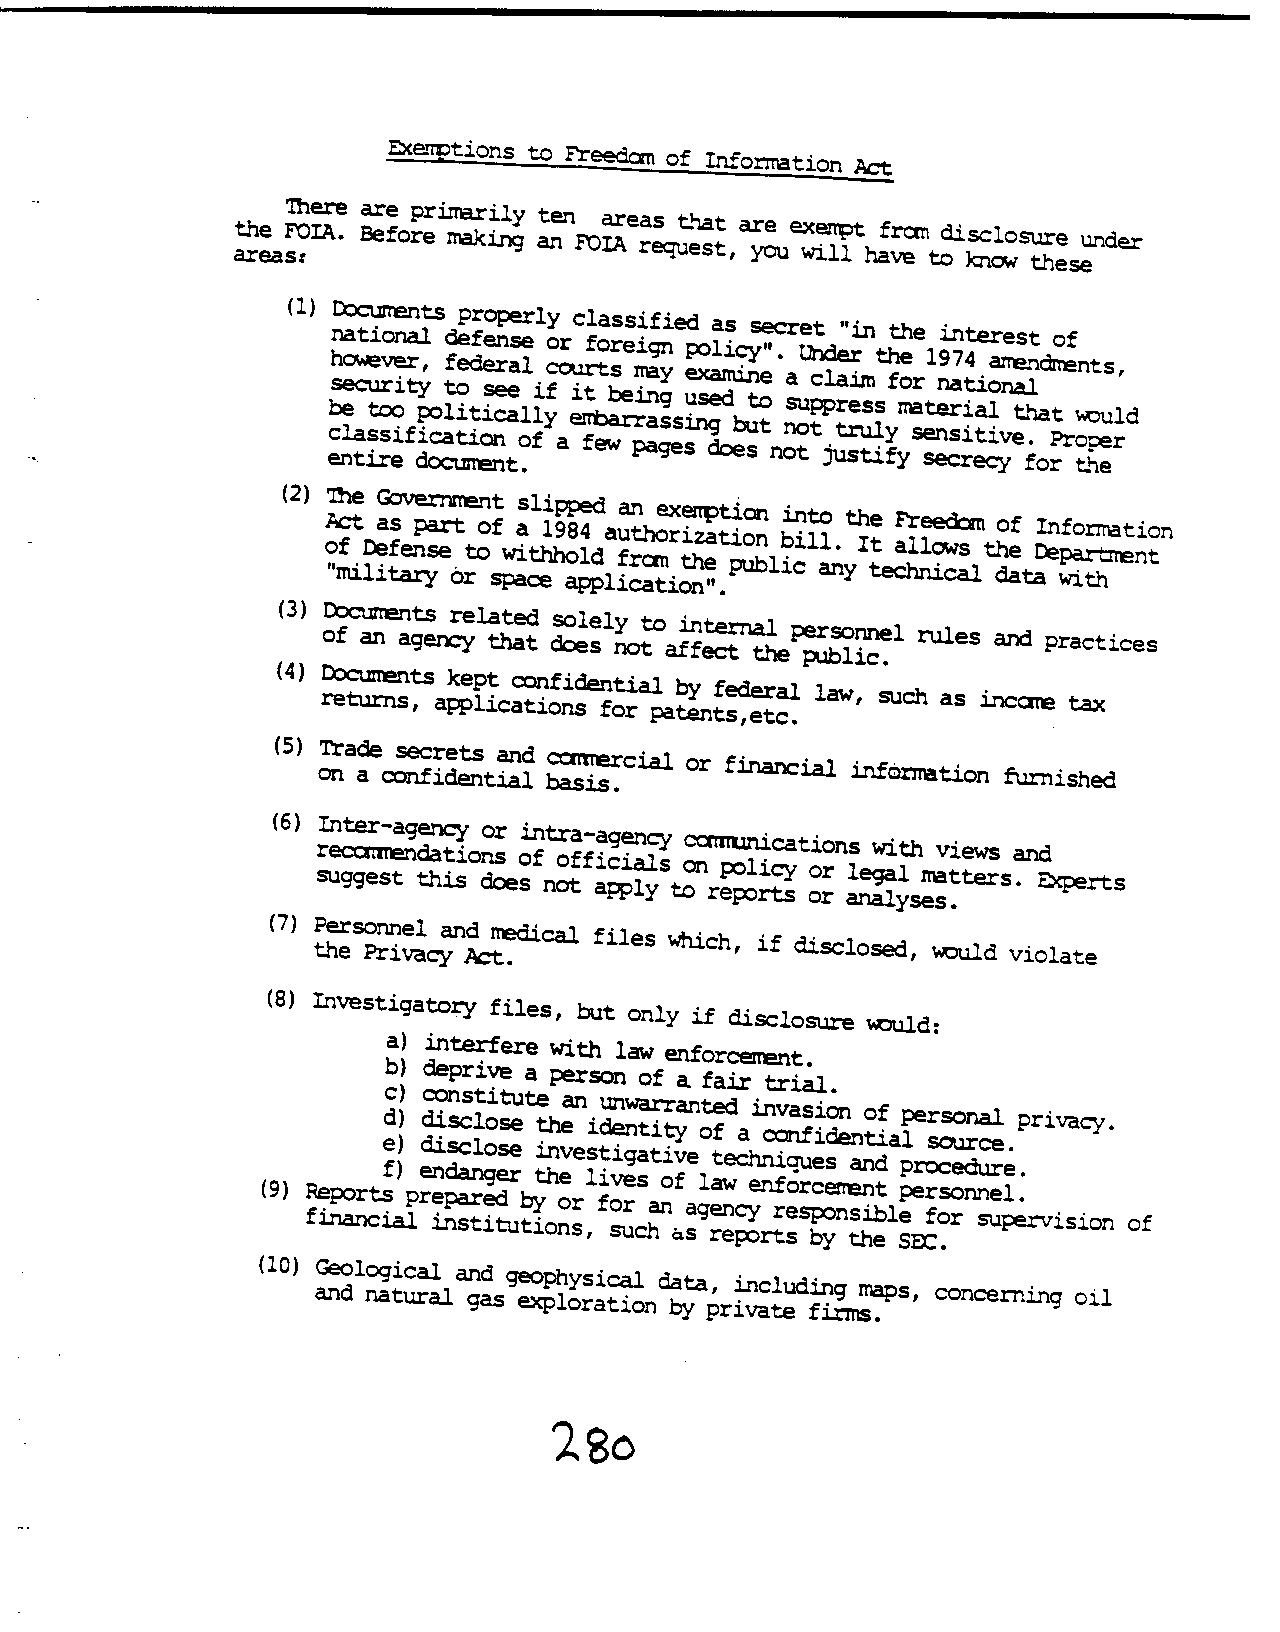 Exemptions to Freedom of Information Act
There are primarily ten areas that are exempt from disclosure under
the FOIA. Before making an FOIA request, you will have to know these
areas:
(1) Documents properly classified as secret "in the interest of
national defense or foreign policy". Under the 1974 amendments,
however, federal courts may examine a claim for national
security to see if it being used to suppress material that would
be too politically embarrassing but not truly sensitive. Proper
classification of a few pages does not justify secrecy for the
entire document.
(2) The Government slipped an exemption into the Freedom of Information
Act as part of a 1984 authorization bill. It allows the Department
of Defense to withhold from the public any technical data with
"military or space application".
(3) Documents related solely to internal personnel rules and practices
of an agency that does not affect the public.
(4) Documents kept confidential by federal law, such as income tax
returns, applications for patents,etc.
(5) Trade secrets and commercial or financial information furnished
on a confidential basis.
(6) Inter-agency or intra-agency communications with views and
recommendations of officials on policy or legal matters. Experts
suggest this does not apply to reports or analyses.
(7) Personnel and medical files which, if disclosed, would violate
the Privacy Act.
(8) Investigatory files, but only if disclosure would:
a) interfere with law enforcement.
b) deprive a person of a fair trial.
c) constitute an unwarranted invasion of personal privacy.
d) disclose the identity of a confidential source.
e) disclose investigative techniques and procedure.
f) endanger the lives of law enforcement personnel.
(9) Reports prepared by or for an agency responsible for supervision of
financial institutions, such as reports by the SEC.
(10) Geological and geophysical data, including maps, concerning oil
and natural gas exploration by private firms.
280